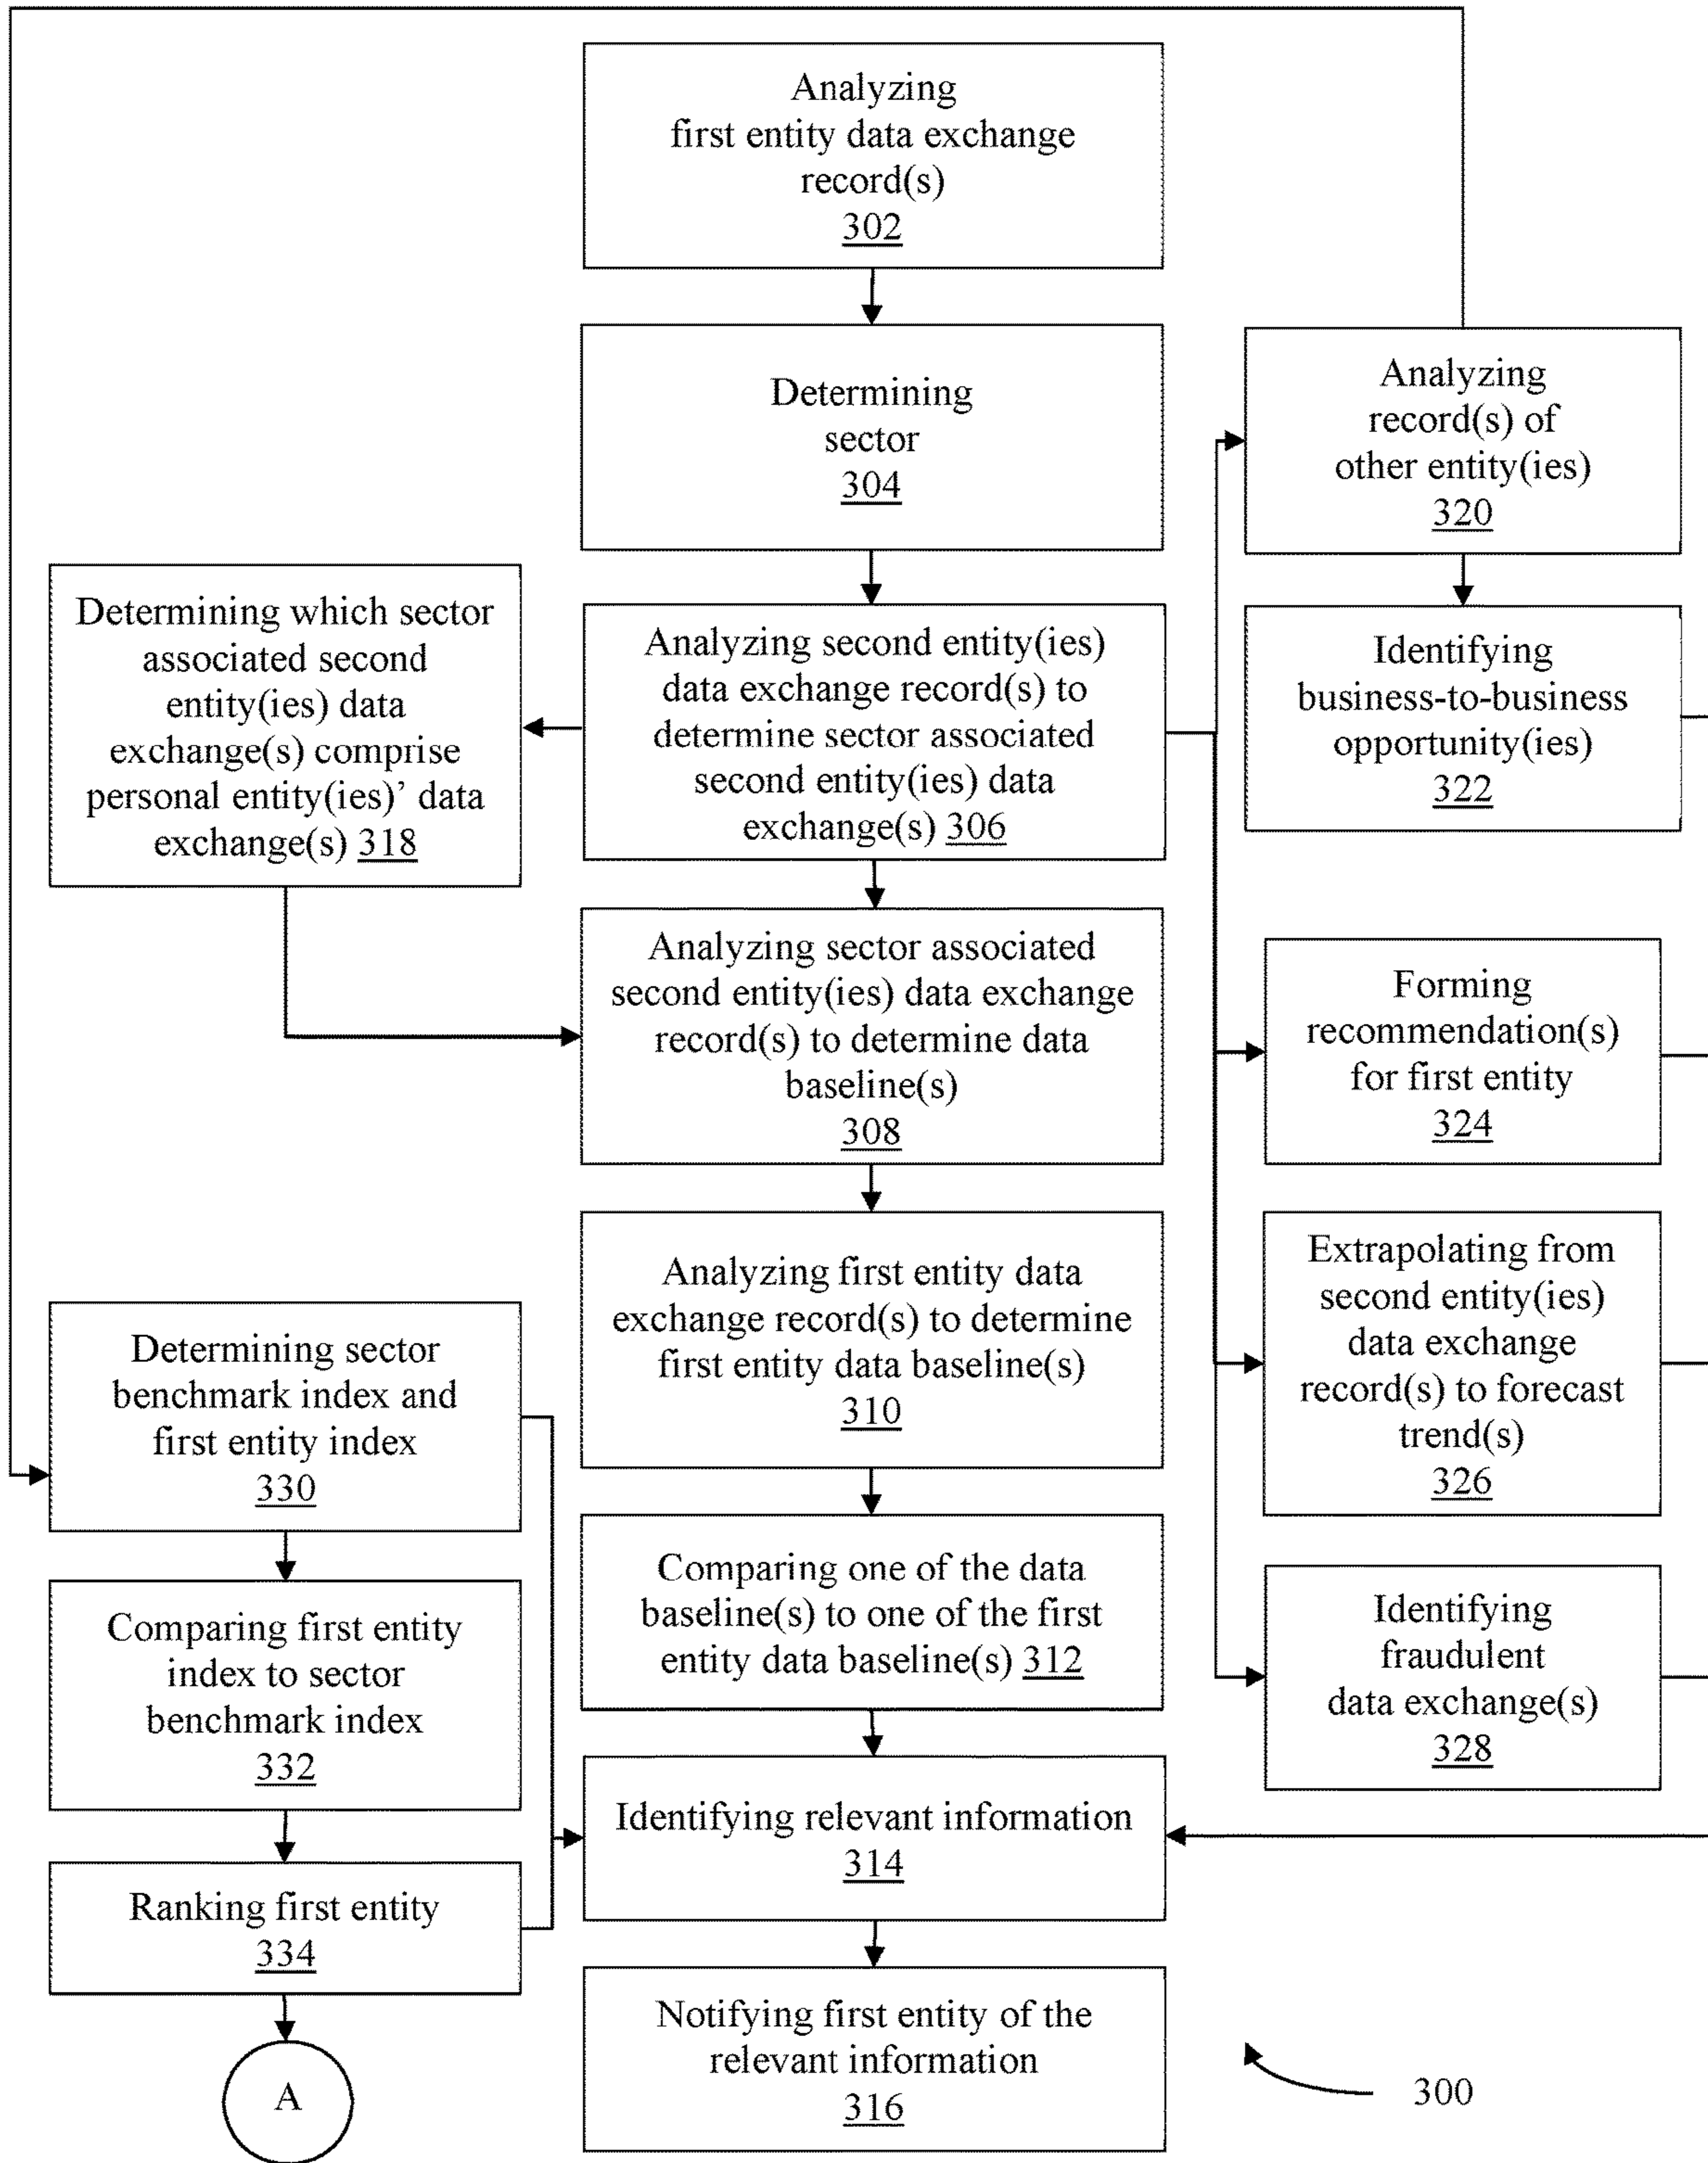 Analyzing
first entity data exchange
record(s)
302
Determining
sector
304
Analyzing
record(s) of
other entity(ies)
320
Determining which sector
associated second
entity(ies) data
exchange(s) comprise
personal entity(ies)’ data
exchange(s) 318
Analyzing second entity(ies)
data exchange record(s) to
determine sector associated
second entity(ies) data
exchange(s) 306
Identifying
business-to-business
opportunity(ies)
322
Analyzing sector associated
second entity(ies) data exchange
record(s) to determine data
baseline(s)
308
Forming
recommendation(s)
for first entity
324
Analyzing first entity data
exchange record(s) to determine
first entity data baseline(s)
310
Extrapolating from
second entity(ies)
data exchange
record(s) to forecast
trend(s)
326
Determining sector
benchmark index and
first entity index
330
Comparing one of the data
baseline(s) to one of the first
entity data baseline(s) 312
Identifying
fraudulent
data exchange(s)
328
Comparing first entity
index to sector
benchmark index
332
Identifying relevant information
314
Ranking first entity
334
Notifying first entity of the
relevant information
316
A
300